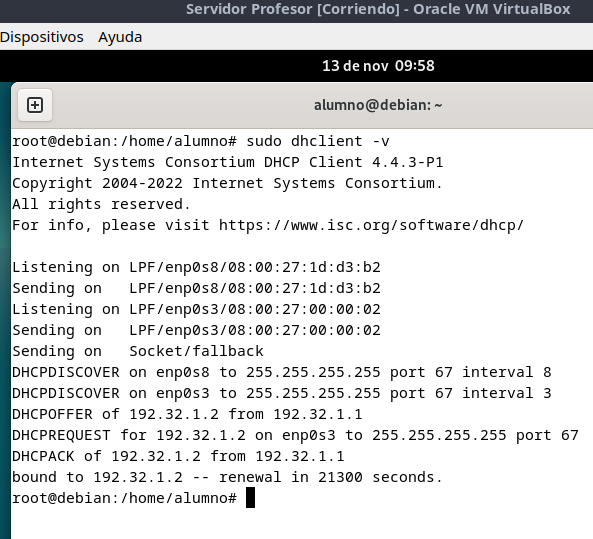 Servidor Profesor [Corriendo] - Oracle VM VirtualBox
Dispositivos Ayuda
13 de nov 09:58
alumno@debian: ~
root@debian:/home/alumno# sudo dhclient -v
Internet Systems Consortium DHCP Client 4.4.3-P1
Copyright 2004-2022 Internet Systems Consortium.
All rights reserved.
For info, please visit https://www.isc.org/software/dhcp/
Listening on LPF/enp0s8/08:00:27:1d:d3:b2
Sending on   LPF/enp0s8/08:00:27:1d:d3:b2
Listening on LPF/enp0s3/08:00:27:00:00:02
Sending on   LPF/enp0s3/08:00:27:00:00:02
Sending on   Socket/fallback
DHCPDISCOVER on enp0s8 to 255.255.255.255 port 67 interval 8
DHCPDISCOVER on enp0s3 to 255.255.255.255 port 67 interval 3
DHCPOFFER of 192.32.1.2 from 192.32.1.1
DHCPREQUEST for 192.32.1.2 on enp0s3 to 255.255.255.255 port 67
DHCPACK of 192.32.1.2 from 192.32.1.1
bound to 192.32.1.2 -- renewal in 21300 seconds.
root@debian:/home/alumno#